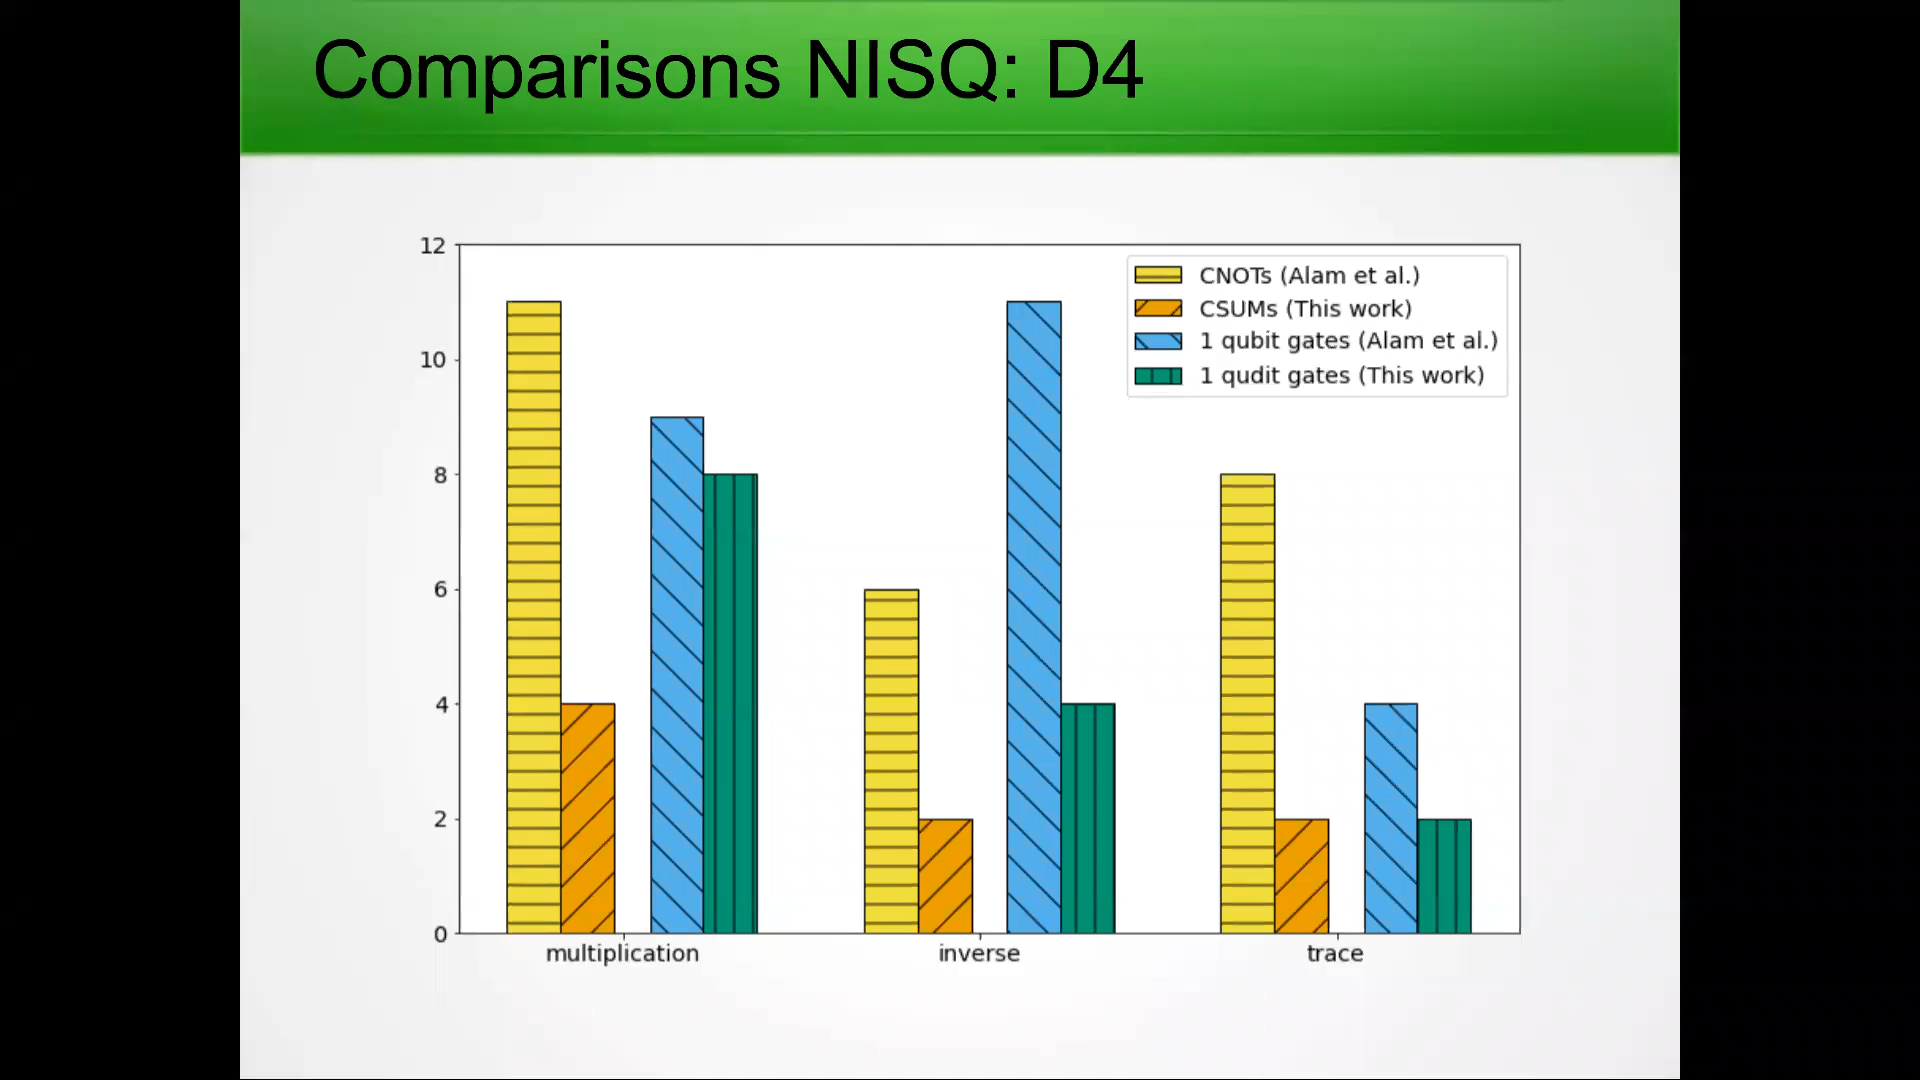 Comparisons NISQ: D4
12
10
8
6
4
2
0
CNOTs (Alam et al.)
CSUMs (This work)
1 qubit gates (Alam et al.)
1 qudit gates (This work)
multiplication
inverse
trace